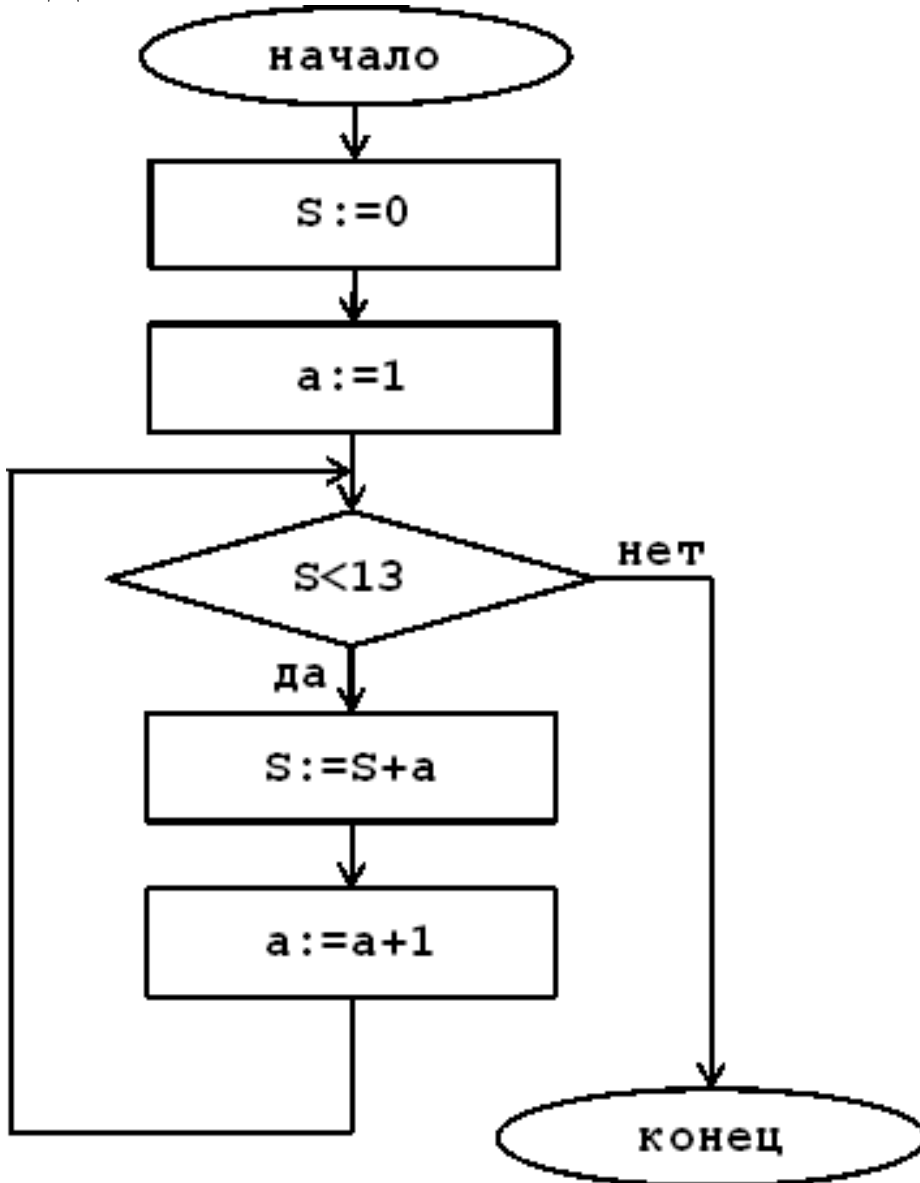 начало
S:=0
a:=1
S<13
нет
да
S:=S+a
a:=a+1
конец